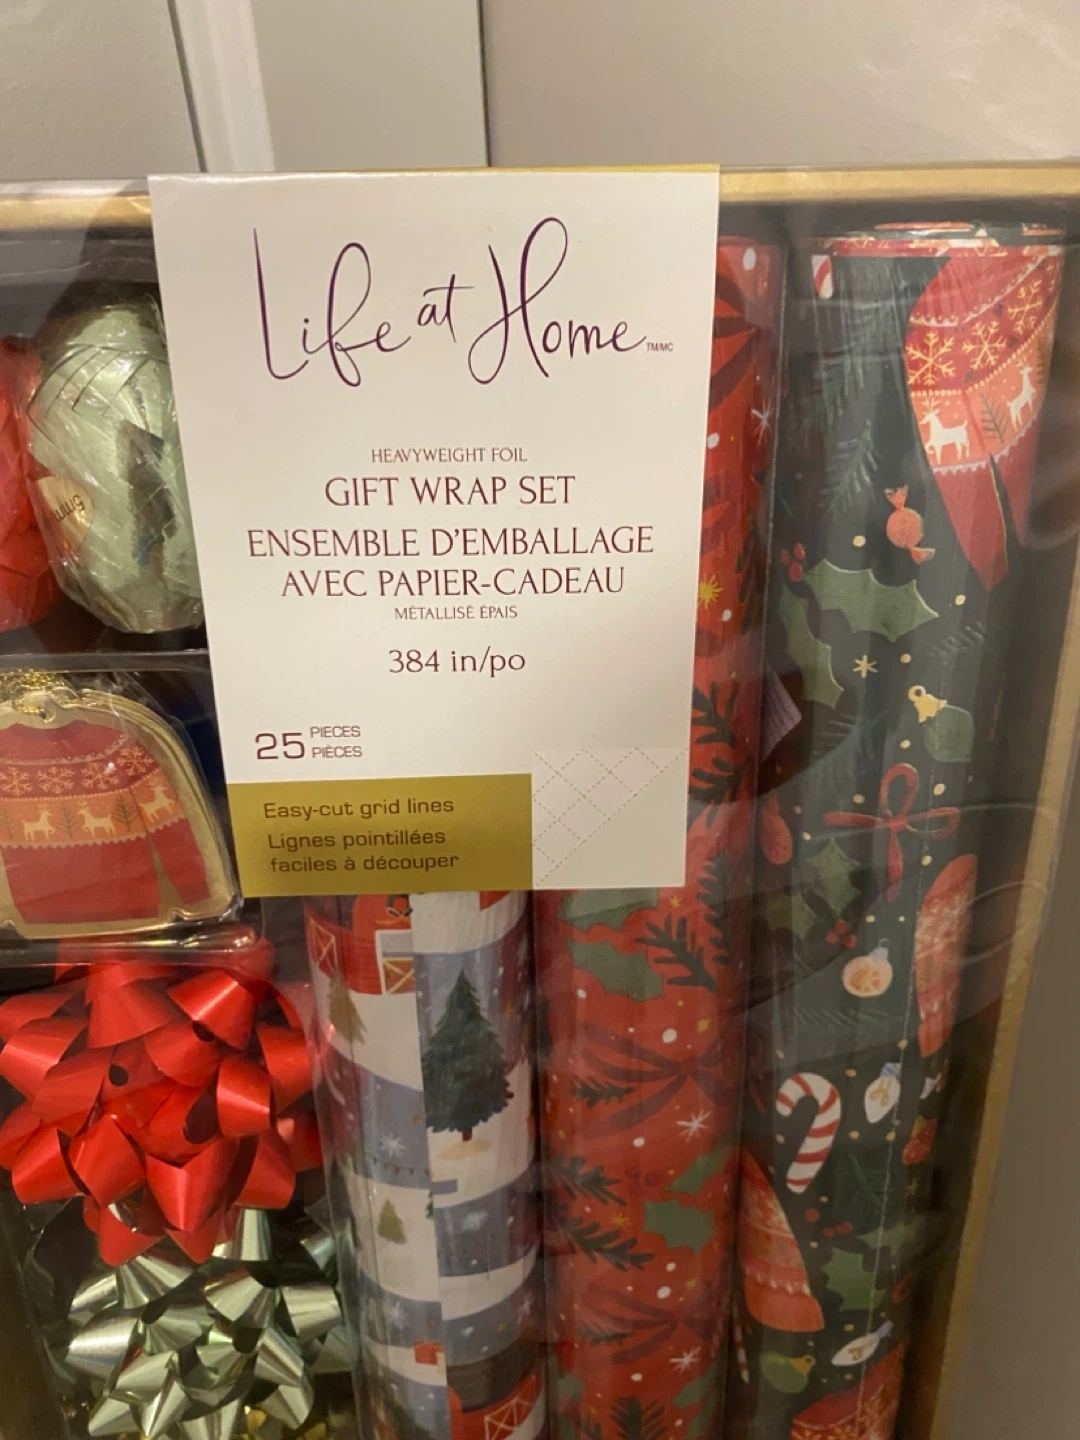 Life at Home TM/MC
HEAVYWEIGHT FOIL
GIFT WRAP SET
ENSEMBLE D'EMBALLAGE
AVEC PAPIER-CADEAU
MÉTALLISÉ ÉPAIS
384 in/po
25 PIECES
PIÈCES
Easy-cut grid lines
Lignes pointillées
faciles à découper